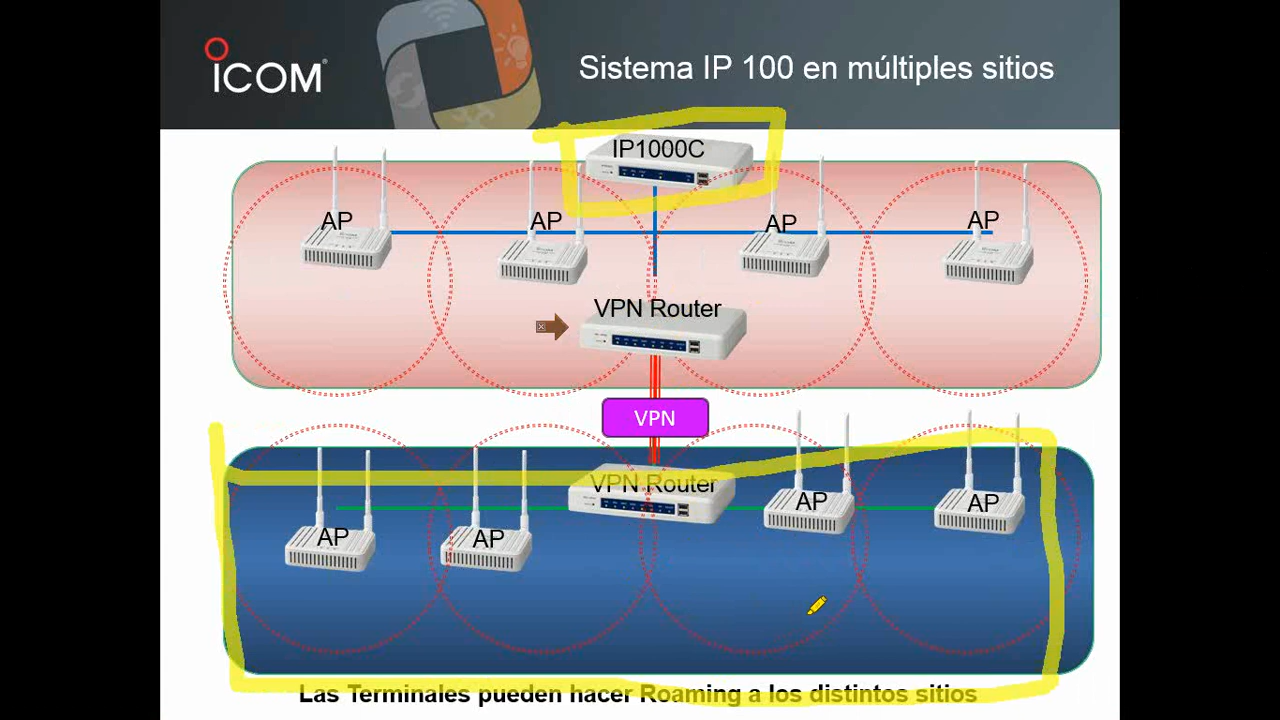 ICOM
Sistema IP 100 en múltiples sitios
IP1000C
AP
AP
AP
AP
VPN Router
VPN
VPN Router
AP
AP
AP
AP
Las Terminales pueden hacer Roaming a los distintos sitios